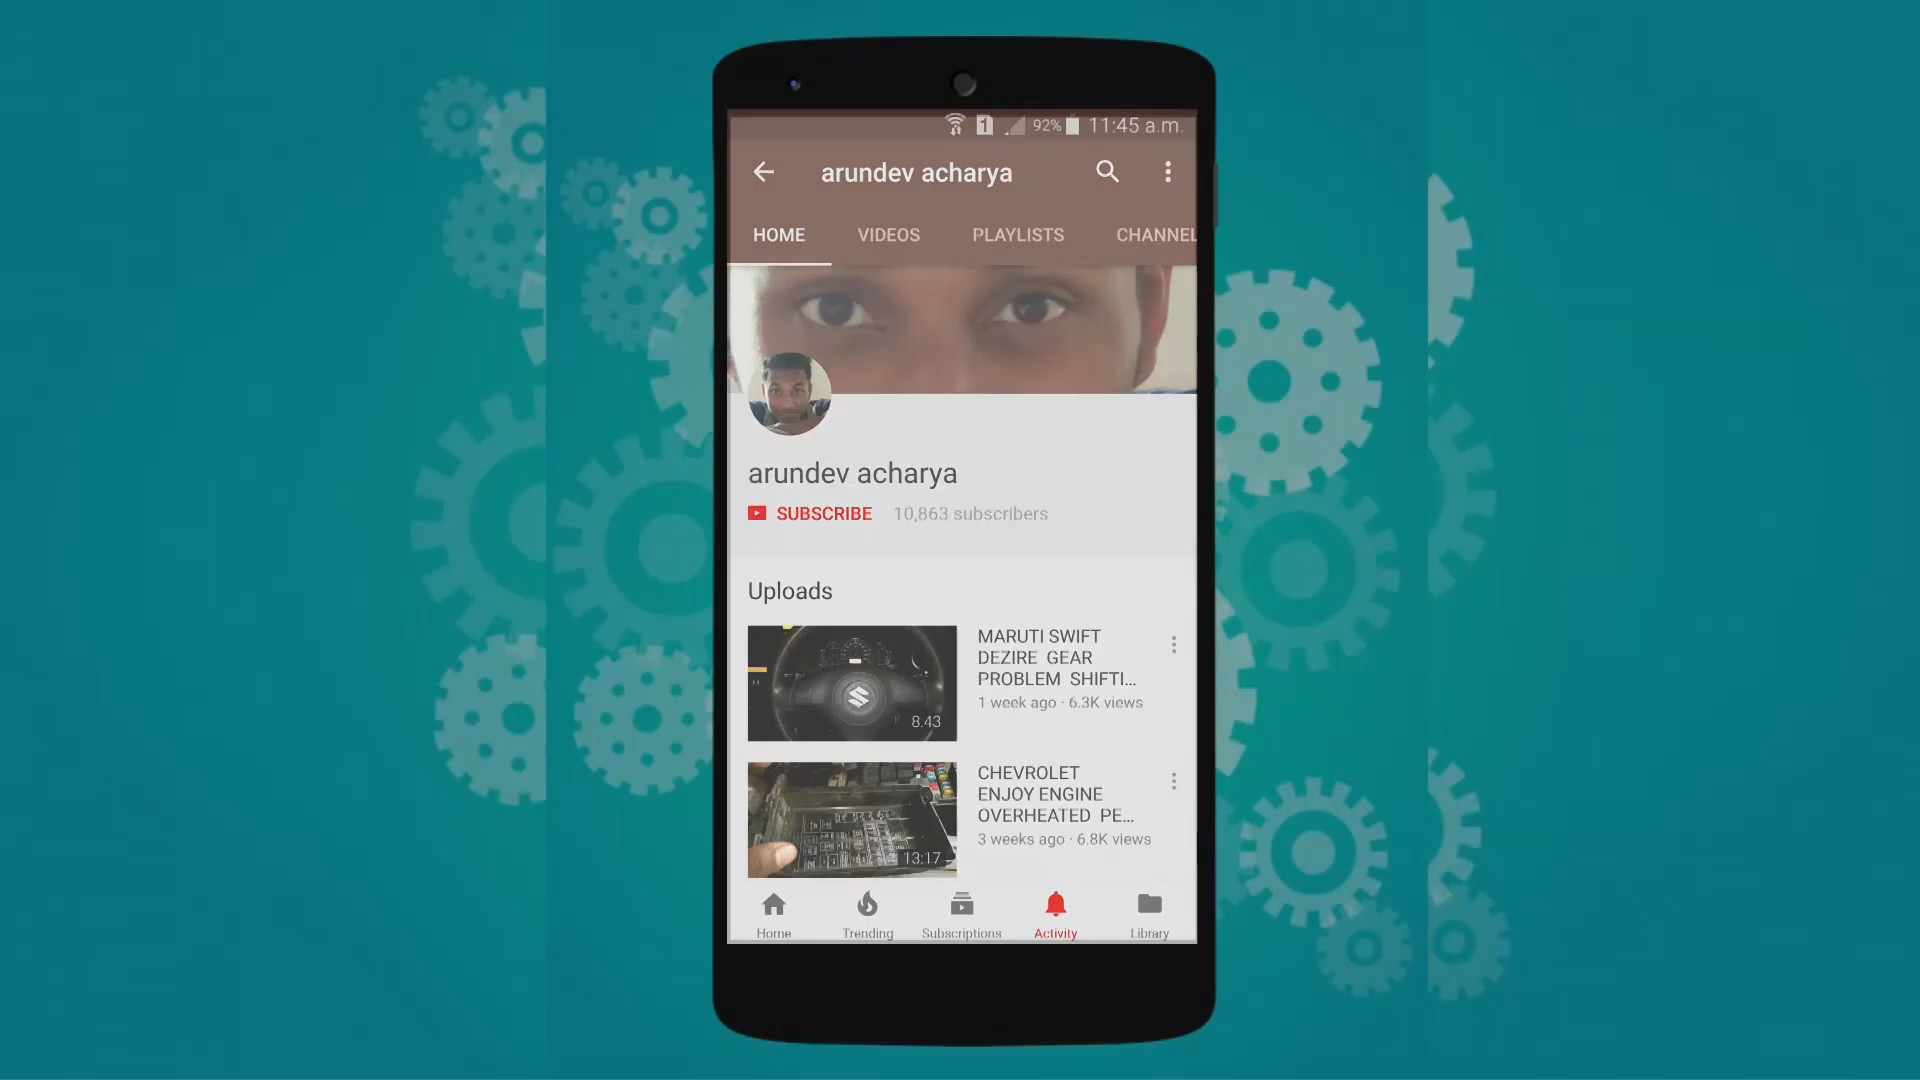 1 92% 11:45 a.m.
arundev acharya
HOME VIDEOS PLAYLISTS CHANNEL
arundev acharya
SUBSCRIBE 10,863 subscribers
Uploads
MARUTI SWIFT
DEZIRE GEAR
PROBLEM SHIFTI...
1 week ago · 6.3K views
8:43
CHEVROLET
ENJOY ENGINE
OVERHEATED PE...
3 weeks ago · 6.8K views
13:17
Home Trending Subscriptions Activity Library